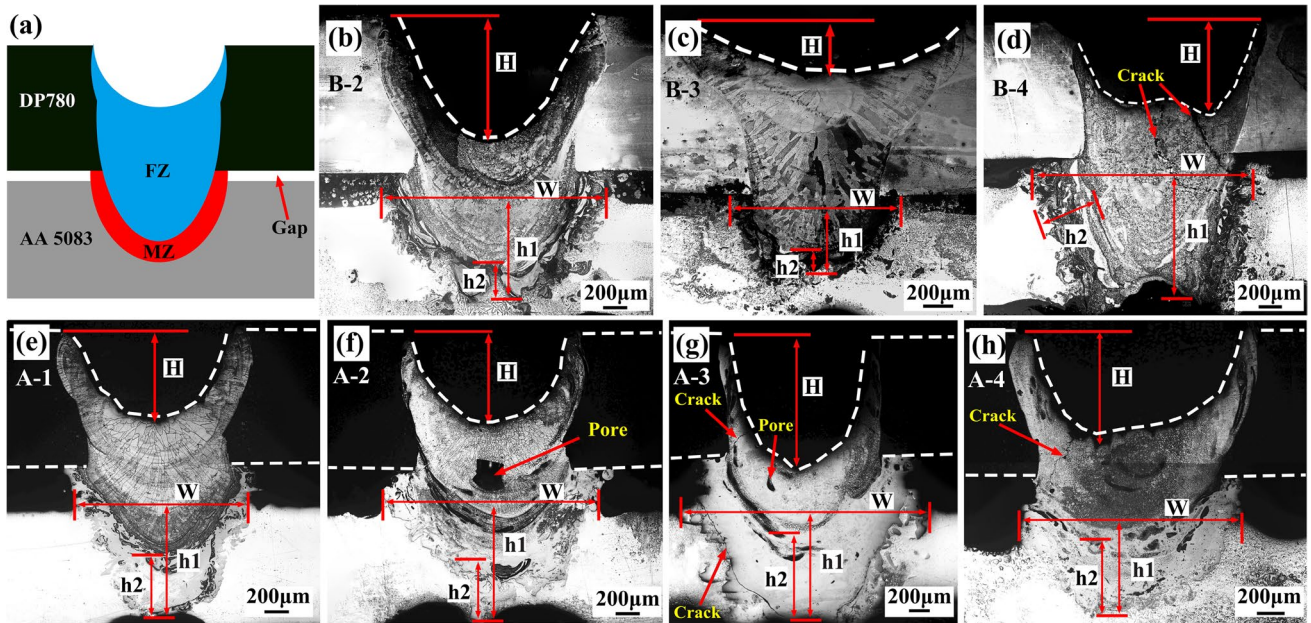 (a)
DP780
FZ
MZ
Gap
AA 5083
(b)
B-2
H
W
h1
h2
200μm
(c)
B-3
H
W
h1
h2
200μm
(d)
B-4
H
Crack
W
h1
h2
200μm
(e)
A-1
H
W
h1
h2
200μm
(f)
A-2
H
Pore
W
h1
h2
200μm
(g)
A-3
H
Crack
Pore
W
h1
h2
Crack
200μm
(h)
A-4
H
Crack
W
h1
h2
200μm